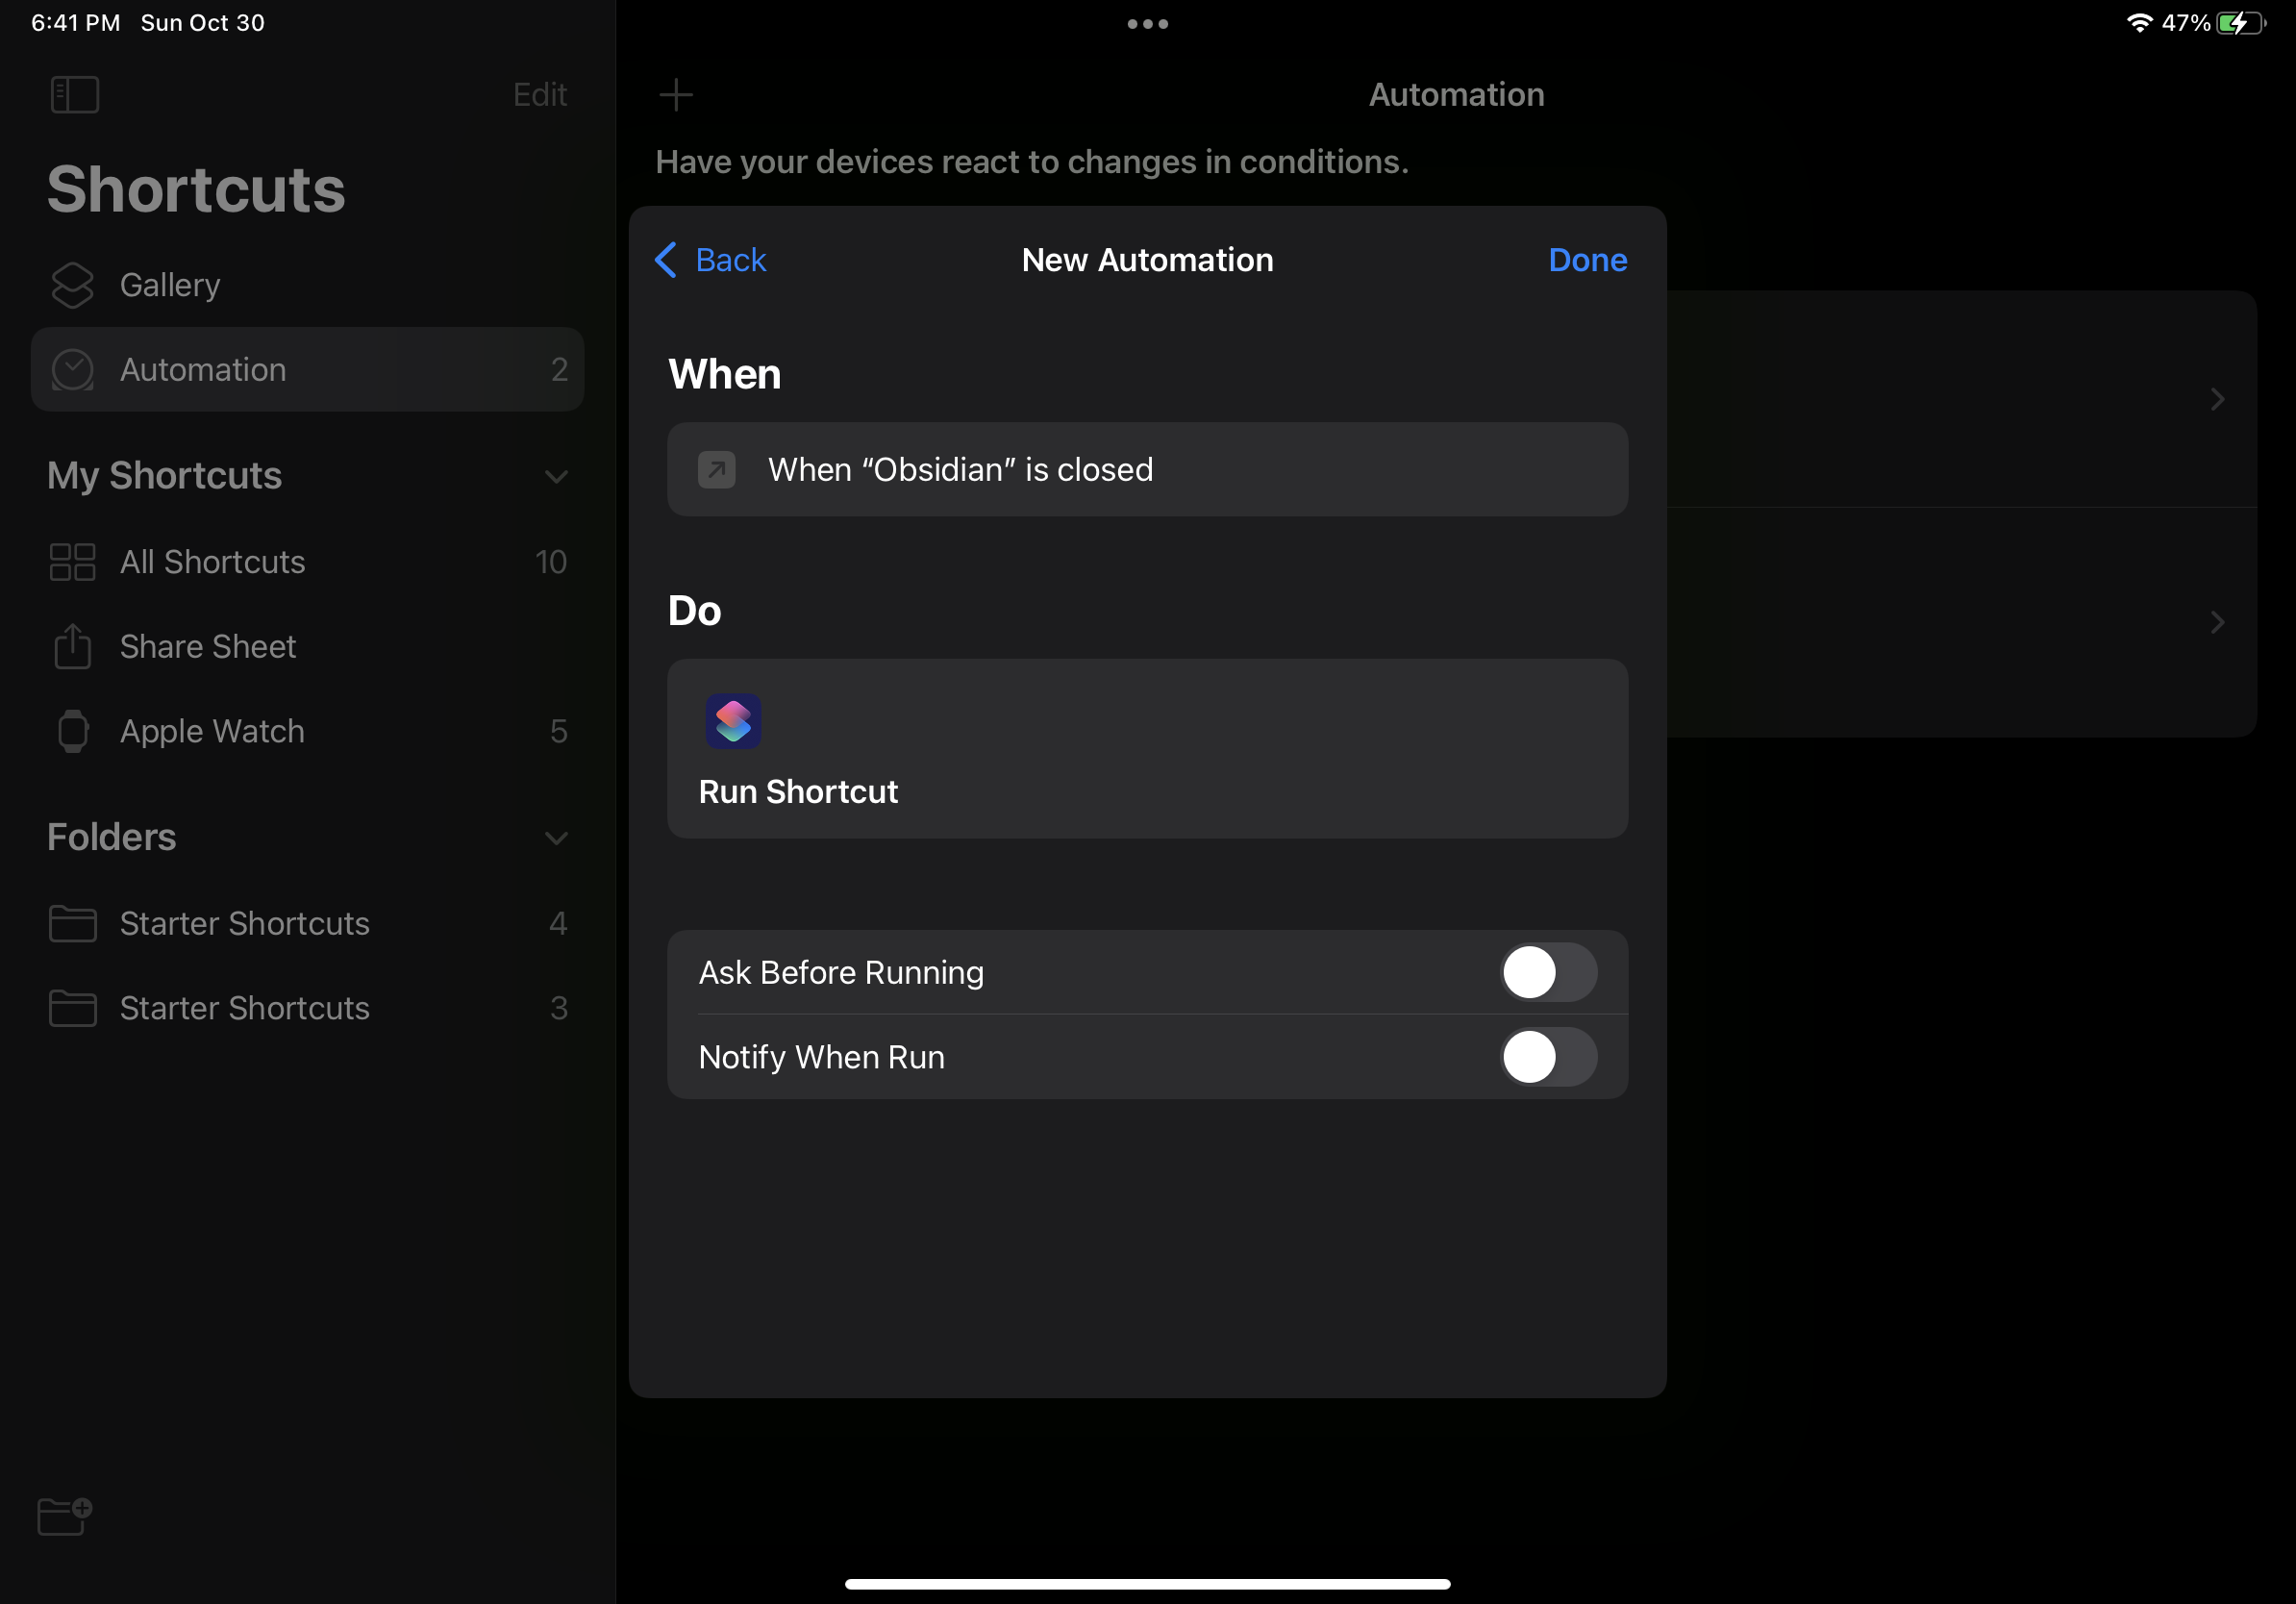 6:41 PM Sun Oct 30
47%
Edit
Shortcuts
Gallery
Automation 2
My Shortcuts
All Shortcuts 10
Share Sheet
Apple Watch 5
Folders
Starter Shortcuts 4
Starter Shortcuts 3
Automation
Have your devices react to changes in conditions.
Back
New Automation
Done
When
When “Obsidian” is closed
Do
Run Shortcut
Ask Before Running
Notify When Run